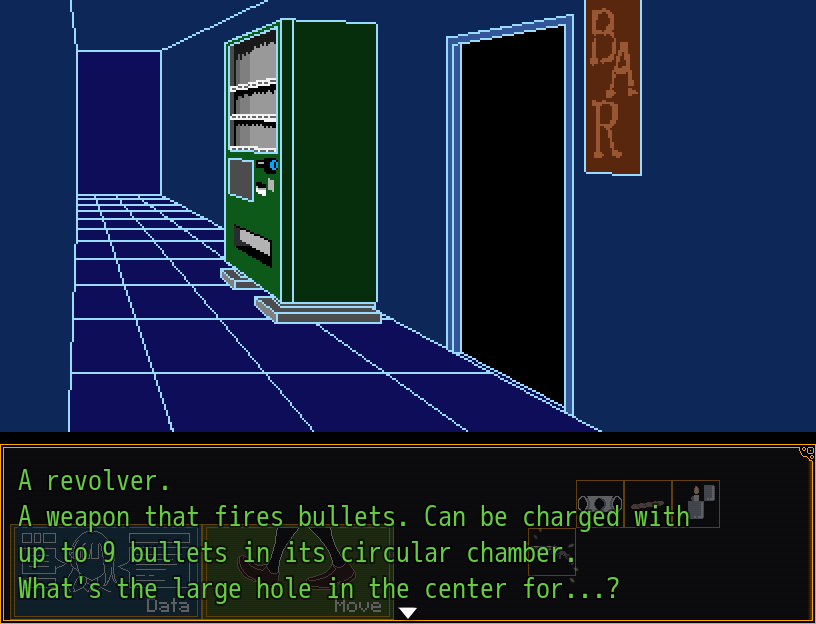 BAR
A revolver.
A weapon that fires bullets. Can be charged with
up to 9 bullets in its circular chamber.
What's the large hole in the center for...?
Data
Move